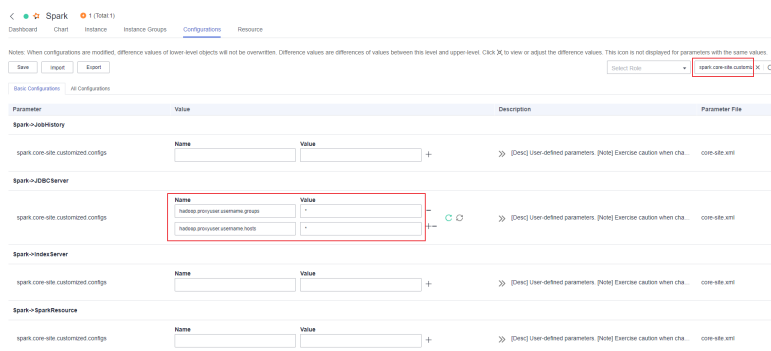 Spark 1 (Total:1)
Dashboard Chart Instance Instance Groups Configurations Resource
Notes: When configurations are modified, difference values of lower-level objects will not be overwritten. Difference values are differences of values between this level and upper-level. Click to view or adjust the difference values. This icon is not displayed for parameters with the same values.
Save Import Export Select Role spark.core-site.customiz
Basic Configurations All Configurations
Parameter Value Description Parameter File
Spark->JobHistory
Name Value
spark.core-site.customized.configs [Desc] User-defined parameters. [Note] Exercise caution when cha... core-site.xml
Spark->JDBCServer
Name Value
hadoop.proxyuser.username.groups *
spark.core-site.customized.configs [Desc] User-defined parameters. [Note] Exercise caution when cha... core-site.xml
hadoop.proxyuser.username.hosts *
Spark->IndexServer
Name Value
spark.core-site.customized.configs [Desc] User-defined parameters. [Note] Exercise caution when cha... core-site.xml
Spark->SparkResource
Name Value
spark.core-site.customized.configs [Desc] User-defined parameters. [Note] Exercise caution when cha... core-site.xml